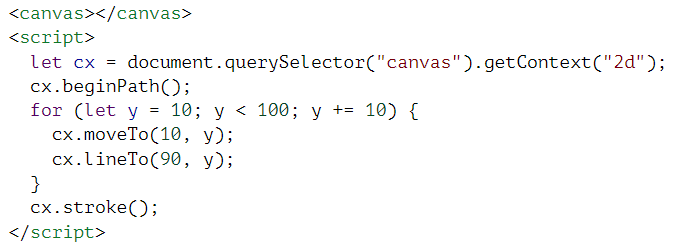 <canvas></canvas>
<script>
  let cx = document.querySelector("canvas").getContext("2d");
  cx.beginPath();
  for (let y = 10; y < 100; y += 10) {
    cx.moveTo(10, y);
    cx.lineTo(90, y);
  }
  cx.stroke();
</script>